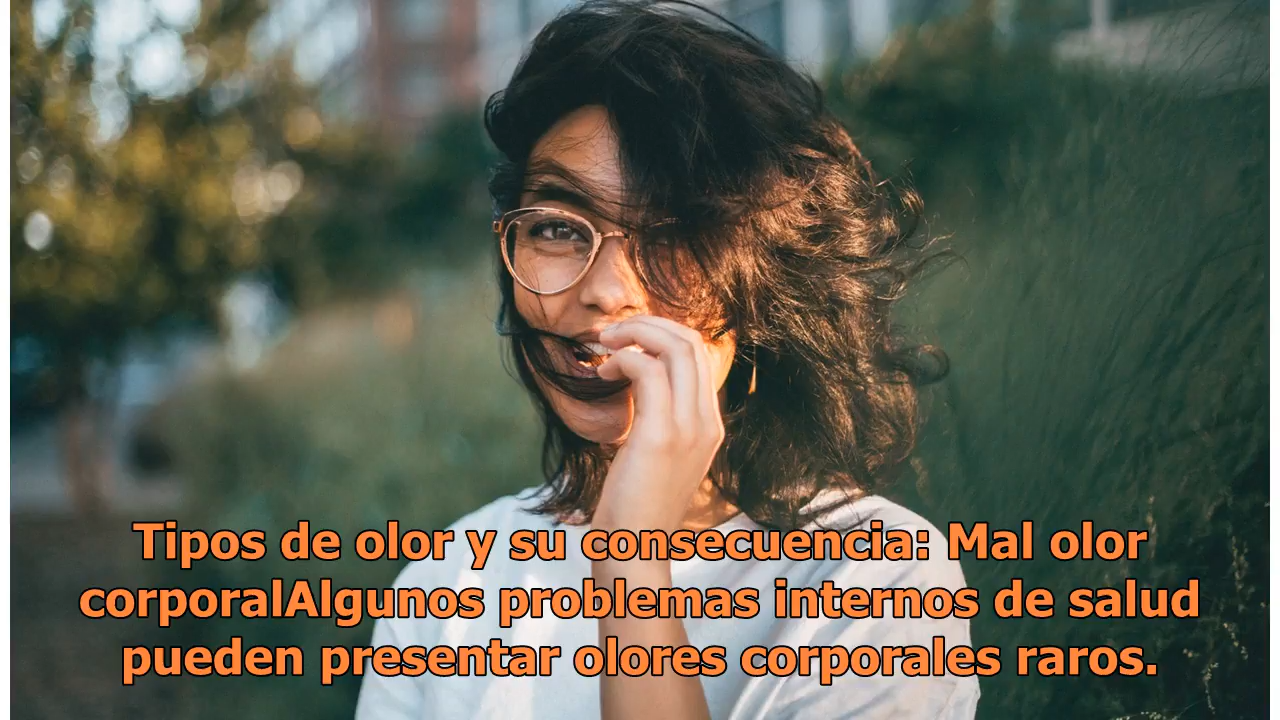 Tipos de olor y su consecuencia: Mal olor
corporalAlgunos problemas internos de salud
pueden presentar olores corporales raros.